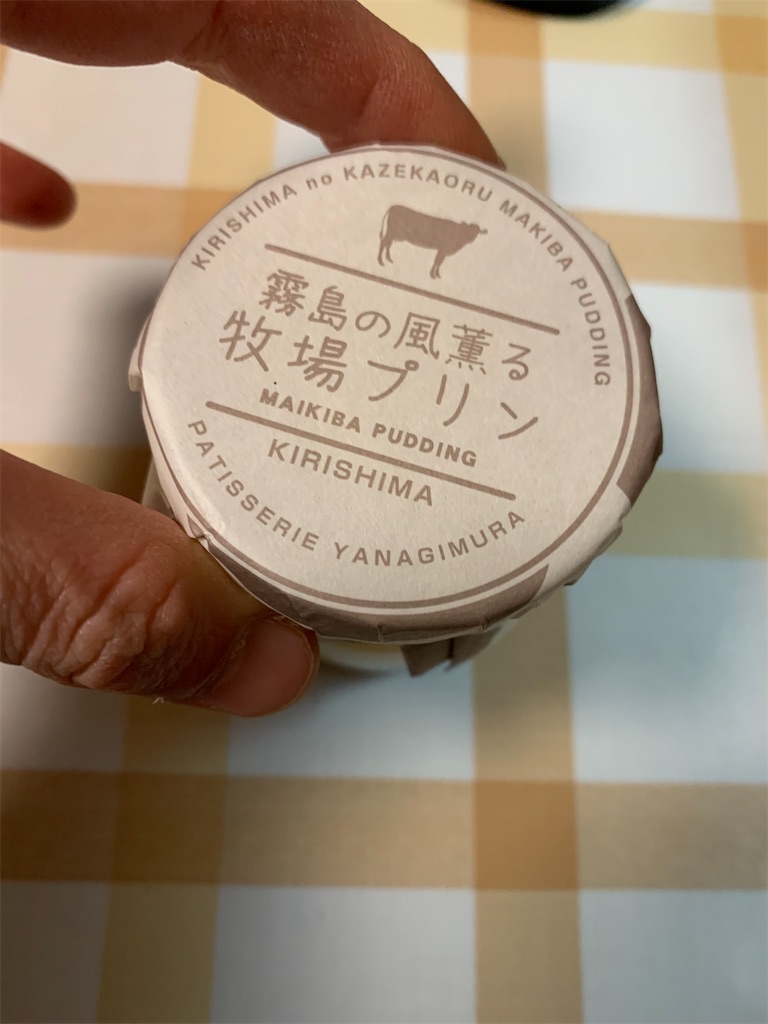 KIRISHIMA no KAZEKAORU MAKIBA PUDDING
霧島の風薫る
牧場プリン
MAIKIBA PUDDING
KIRISHIMA
PATISSERIE YANAGIMURA